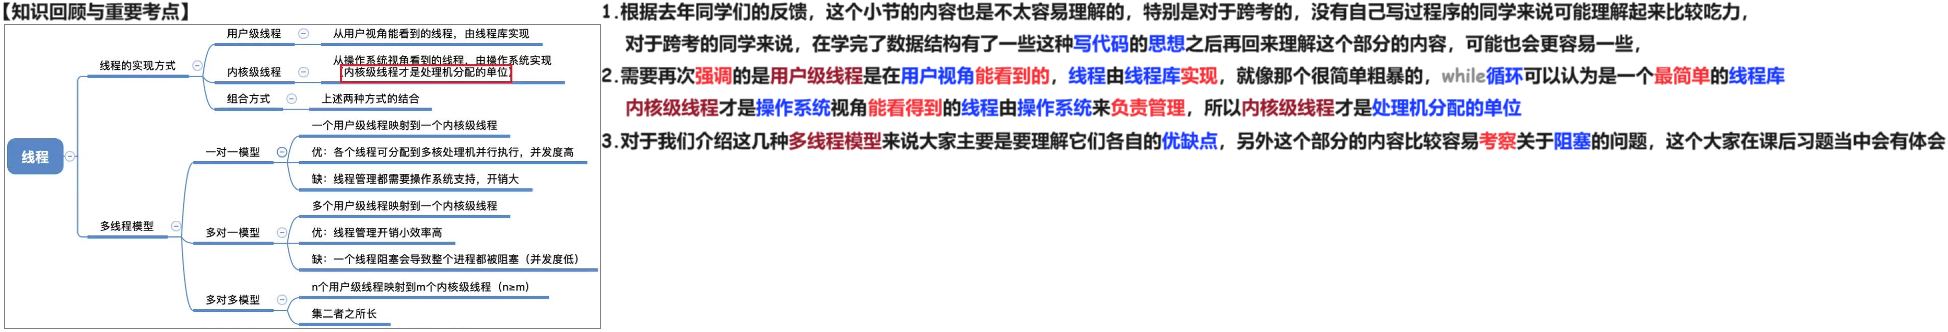 【知识回顾与重要考点】
线程
线程的实现方式
用户级线程
从用户视角能看到的线程，由线程库实现
内核级线程
从操作系统视角看到的线程，由操作系统实现
（内核级线程才是处理机分配的单位）
组合方式
上述两种方式的结合
多线程模型
一对一模型
一个用户级线程映射到一个内核级线程
优：各个线程可分配到多核处理机并行执行，并发度高
缺：线程管理都需要操作系统支持，开销大
多对一模型
多个用户级线程映射到一个内核级线程
优：线程管理开销小效率高
缺：一个线程阻塞会导致整个进程都被阻塞（并发度低）
多对多模型
n个用户级线程映射到m个内核级线程（n≥m）
集二者之所长
1.根据去年同学们的反馈，这个小节的内容也是不太容易理解的，特别是对于跨考的，没有自己写过程序的同学来说可能理解起来比较吃力，
对于跨考的同学来说，在学完了数据结构有了一些这种写代码的思想之后再回来理解这个部分的内容，可能也会更容易一些，
2.需要再次强调的是用户级线程是在用户视角能看到的，线程由线程库实现，就像那个很简单粗暴的，while循环可以认为是一个最简单的线程库
内核级线程才是操作系统视角能看得到的线程由操作系统来负责管理，所以内核级线程才是处理机分配的单位
3.对于我们介绍这几种多线程模型来说大家主要是要理解它们各自的优缺点，另外这个部分的内容比较容易考察关于阻塞的问题，这个大家在课后习题当中会有体会